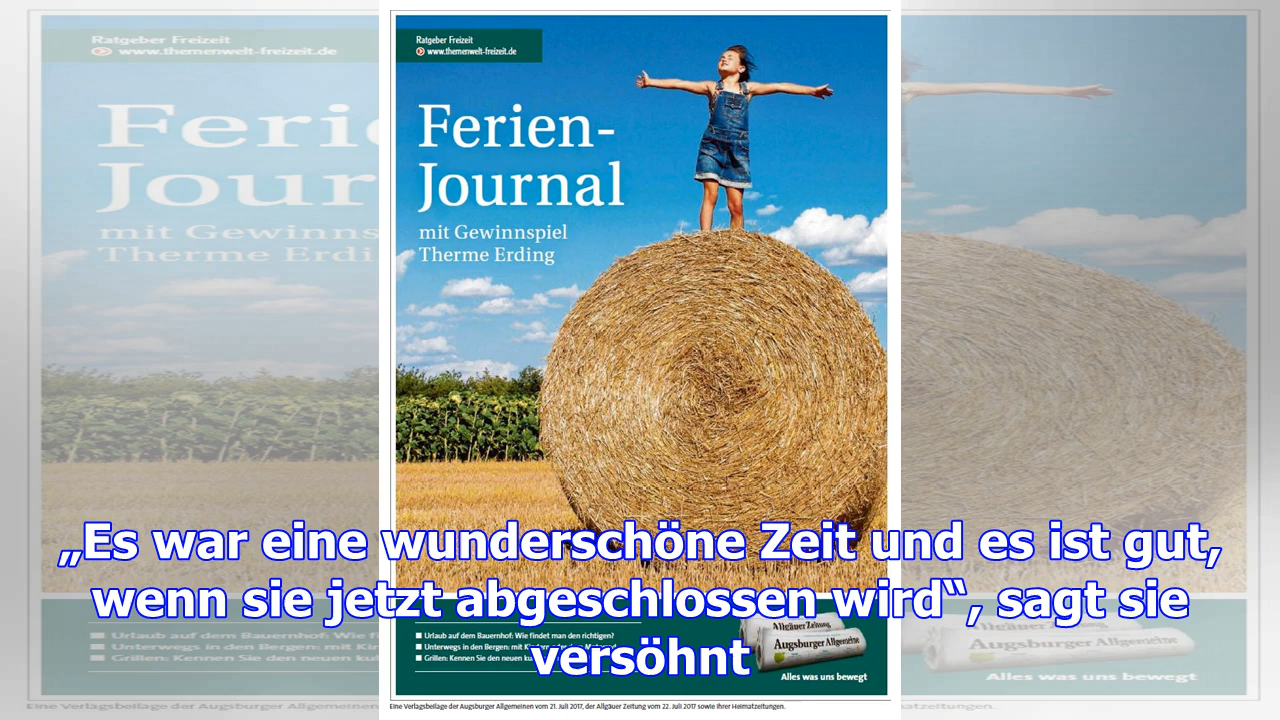 Ratgeber Freizeit
www.themenwelt-freizeit.de
Ferien-
Journal
mit Gewinnspiel
Therme Erding
„Es war eine wunderschöne Zeit und es ist gut,
wenn sie jetzt abgeschlossen wird“, sagt sie
versöhnt
Urlaub auf dem Bauernhof: Wie findet man den richtigen?
Unterwegs in den Bergen: mit
Grillen: Kennen Sie den neuen
Allgäuer Zeitung
Augsburger Allgemeine
Alles was uns bewegt
Eine Verlagsbeilage der Augsburger Allgemeinen vom 21. Juli 2017, der Allgäuer Zeitung vom 22. Juli 2017 sowie ihrer Heimatzeitungen.